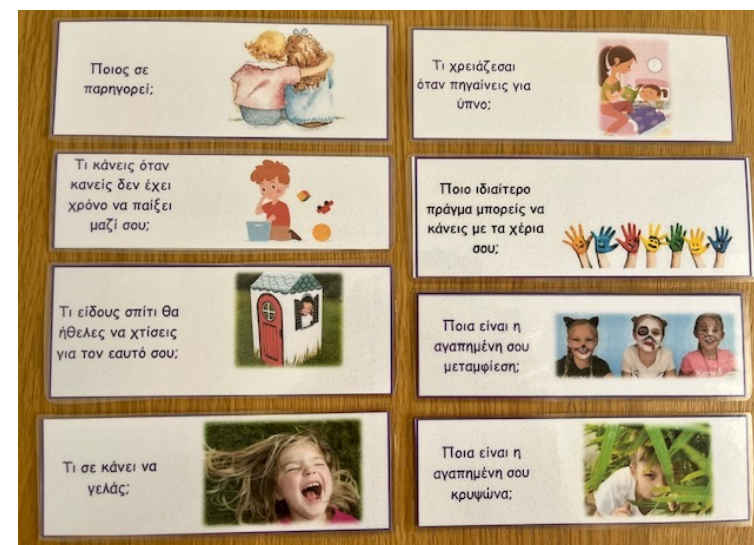 Ποιος σε
παρηγορεί;
Τι κάνεις όταν
κανείς δεν έχει
χρόνο να παίξει
μαζί σου;
Τι είδους σπίτι θα
ήθελες να χτίσεις
για τον εαυτό σου;
Τι σε κάνει να
γελάς;
Τι χρειάζεσαι
όταν πηγαίνεις για
ύπνο;
Ποιο ιδιαίτερο
πράγμα μπορείς να
κάνεις με τα χέρια
σου;
Ποια είναι η
αγαπημένη σου
μεταμφίεση;
Ποια είναι η
αγαπημένη σου
κρυψώνα;